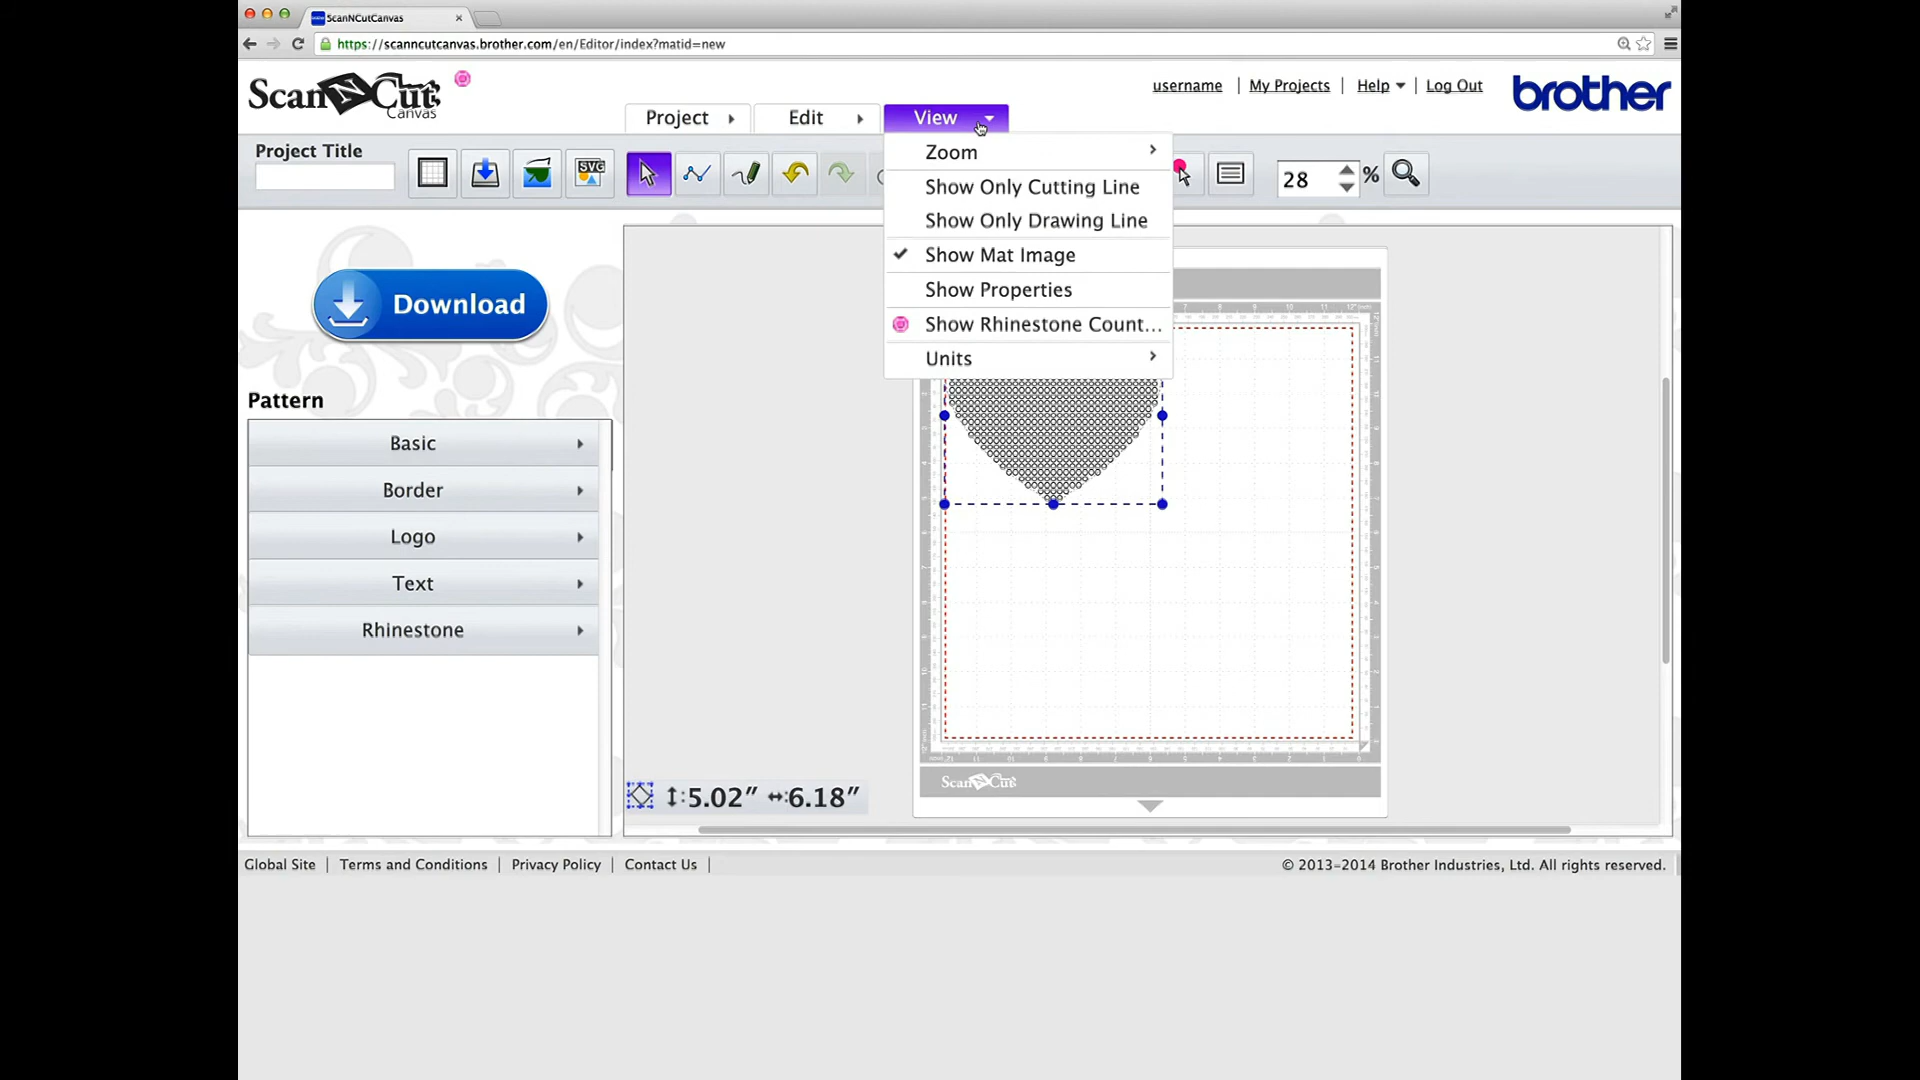 ScanNCutCanvas
https://scanncutcanvas.brother.com/en/Editor/index?matid=new
ScanNCut
Canvas
username | My Projects | Help | Log Out
brother
Project
Edit
View
Project Title
SVG
28 %
Zoom
Show Only Cutting Line
Show Only Drawing Line
Show Mat Image
Show Properties
Show Rhinestone Count...
Units
Download
Pattern
Basic
Border
Logo
Text
Rhinestone
5.02" 6.18"
ScanNCut
Global Site | Terms and Conditions | Privacy Policy | Contact Us |
© 2013-2014 Brother Industries, Ltd. All rights reserved.